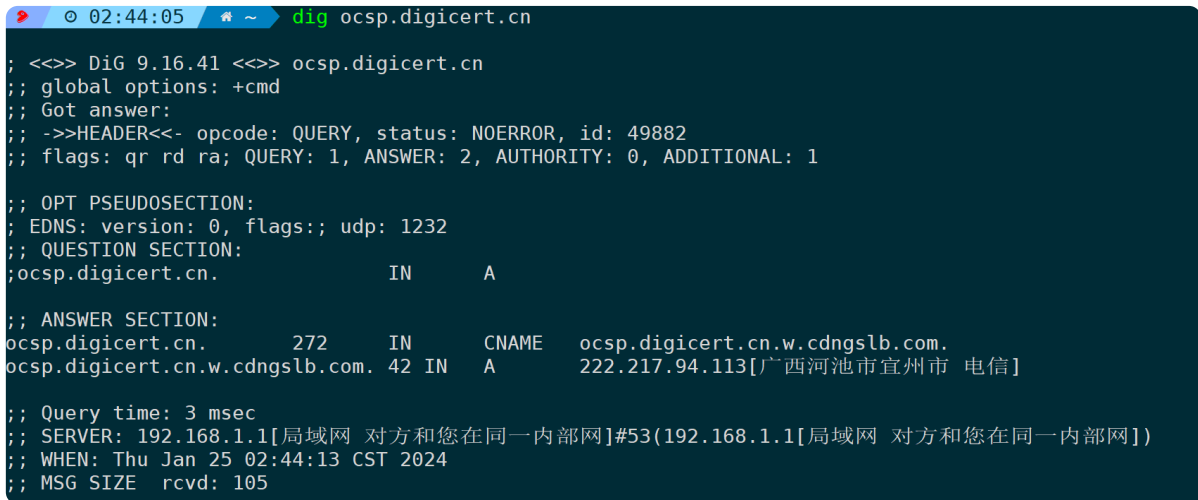 02:44:05 ~ dig ocsp.digicert.cn
; <<>> DiG 9.16.41 <<>> ocsp.digicert.cn
;; global options: +cmd
;; Got answer:
;; ->>HEADER<<- opcode: QUERY, status: NOERROR, id: 49882
;; flags: qr rd ra; QUERY: 1, ANSWER: 2, AUTHORITY: 0, ADDITIONAL: 1
;; OPT PSEUDOSECTION:
; EDNS: version: 0, flags:; udp: 1232
;; QUESTION SECTION:
;ocsp.digicert.cn. IN A
;; ANSWER SECTION:
ocsp.digicert.cn. 272 IN CNAME ocsp.digicert.cn.w.cdngslb.com.
ocsp.digicert.cn.w.cdngslb.com. 42 IN A 222.217.94.113[广西河池市宜州市 电信]
;; Query time: 3 msec
;; SERVER: 192.168.1.1[局域网 对方和您在同一内部网]#53(192.168.1.1[局域网 对方和您在同一内部网])
;; WHEN: Thu Jan 25 02:44:13 CST 2024
;; MSG SIZE rcvd: 105